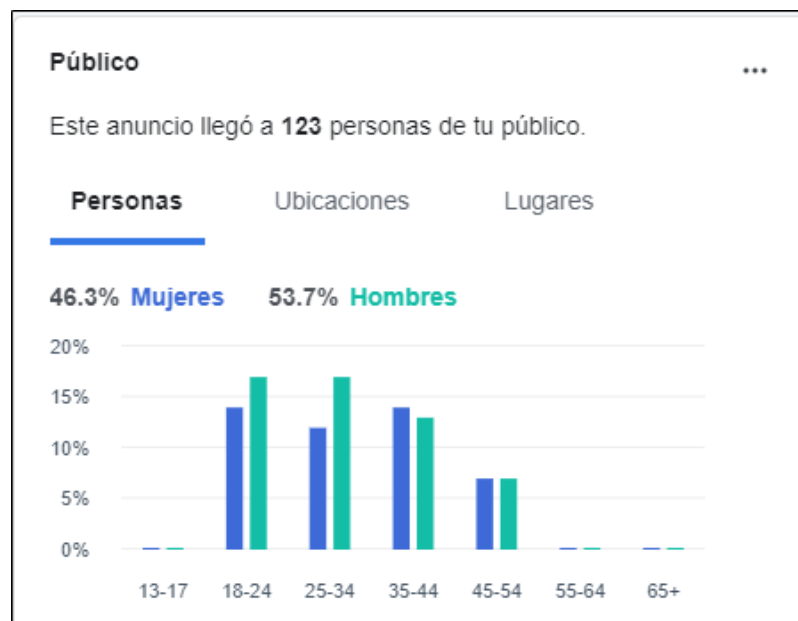 Público
Este anuncio llegó a 123 personas de tu público.
Personas Ubicaciones Lugares
46.3% Mujeres 53.7% Hombres
20%
15%
10%
5%
0%
13-17 18-24 25-34 35-44 45-54 55-64 65+